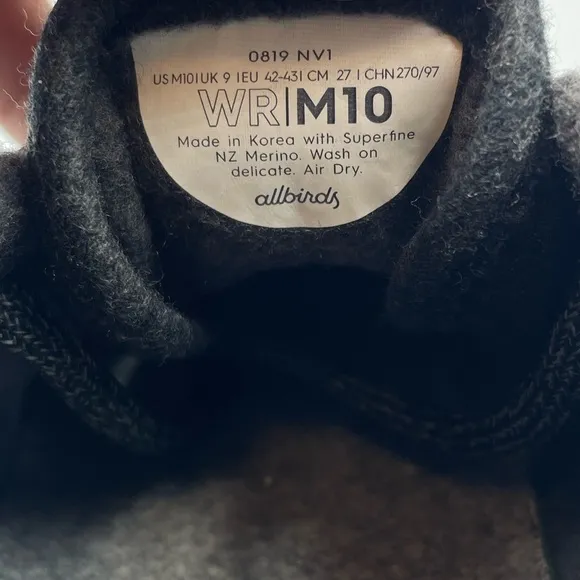 0819 NV1
US M10 | UK 9 | EU 42-43 | CM 27 | CHN 270/97
WR|M10
Made in Korea with Superfine
NZ Merino. Wash on
delicate. Air Dry.
allbirds